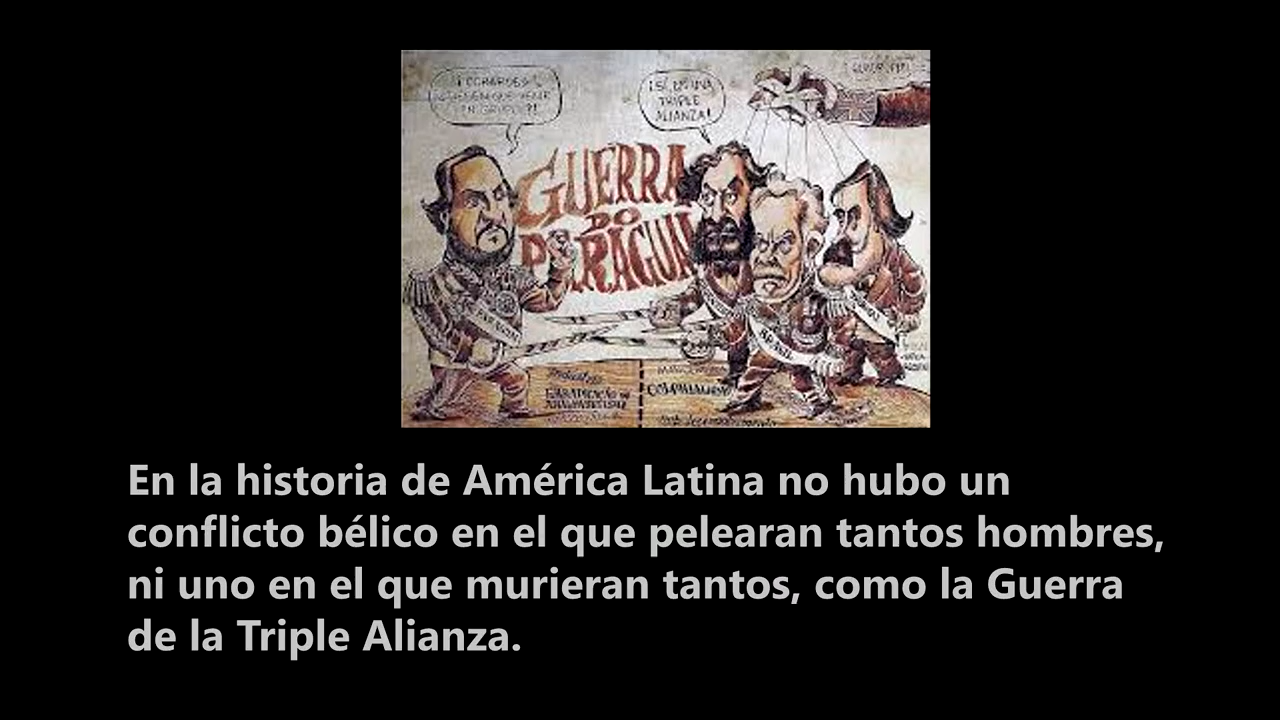 ¡SÍ, ES UNA
TRIPLE
ALIANZA!
GUERRA
DO
PARAGUAI
En la historia de América Latina no hubo un
conflicto bélico en el que pelearan tantos hombres,
ni uno en el que murieran tantos, como la Guerra
de la Triple Alianza.